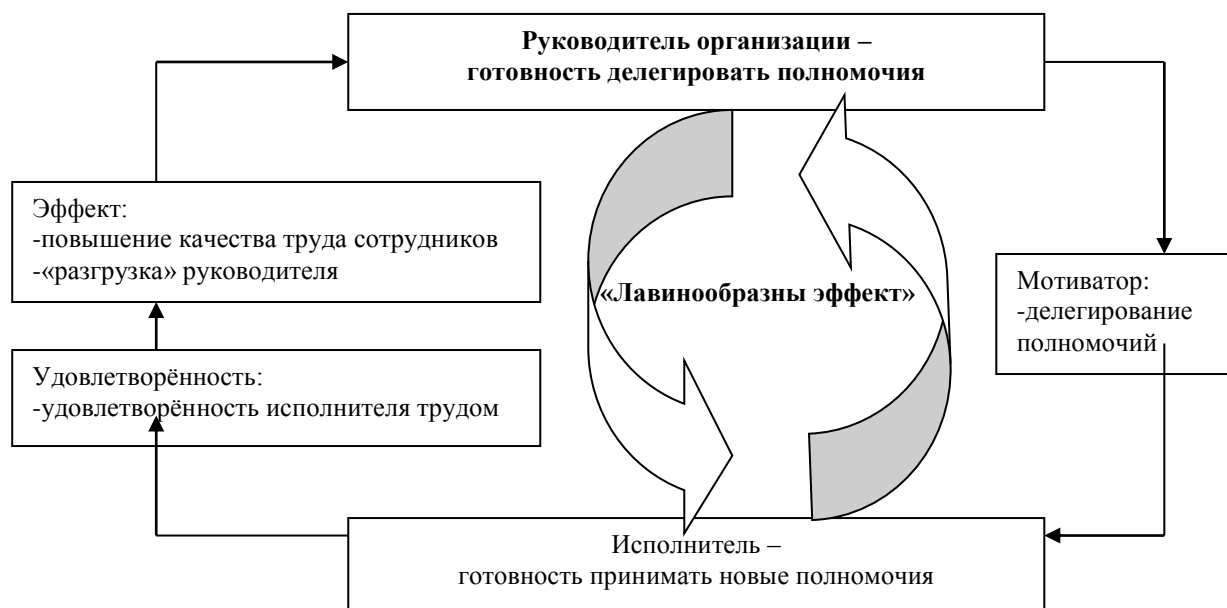 Руководитель организации –
готовность делегировать полномочия
Эффект:
-повышение качества труда сотрудников
-«разгрузка» руководителя
«Лавинообразны эффект»
Мотиватор:
-делегирование
полномочий
Удовлетворённость:
-удовлетворённость исполнителя трудом
Исполнитель –
готовность принимать новые полномочия